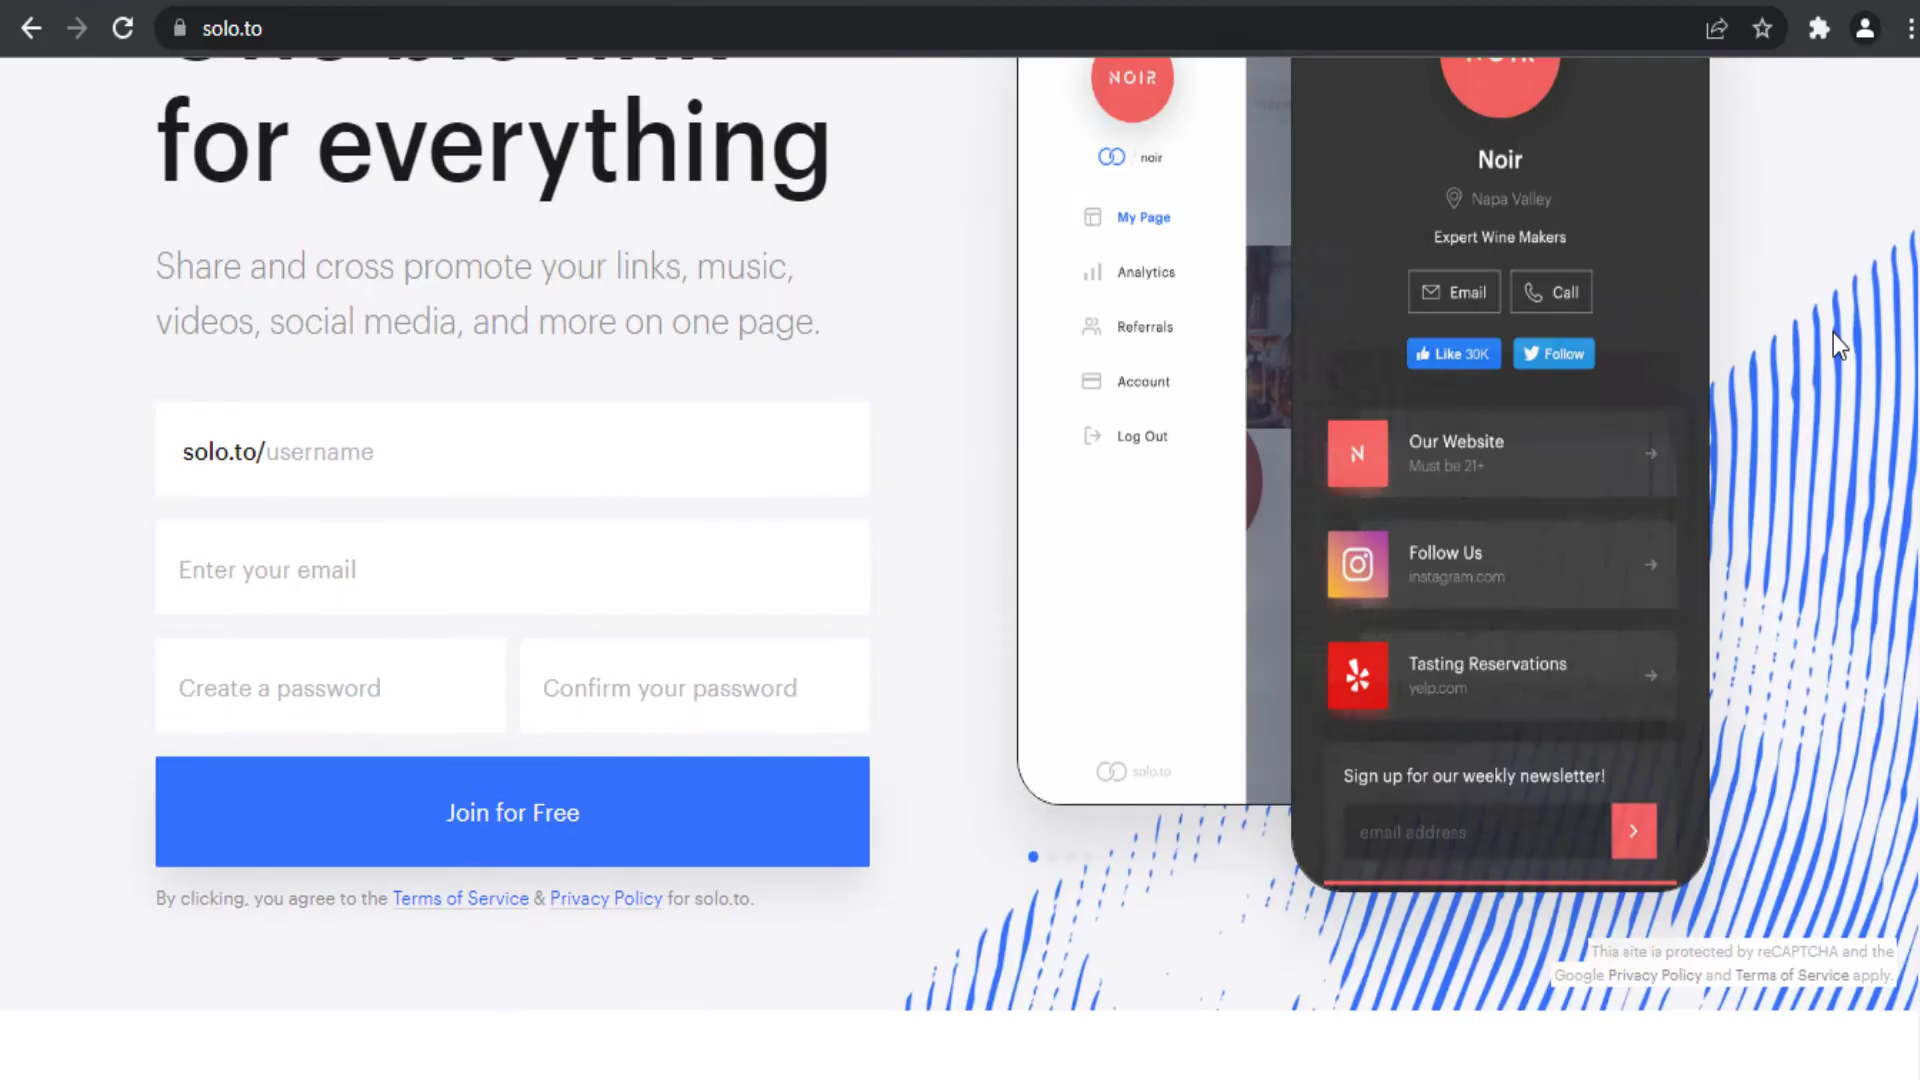 solo.to
for everything
Share and cross promote your links, music,
videos, social media, and more on one page.
solo.to/username
Enter your email
Create a password
Confirm your password
Join for Free
By clicking, you agree to the Terms of Service & Privacy Policy for solo.to.
NOIR
noir
My Page
Analytics
Referrals
Account
Log Out
solo.to
NOIR
Noir
Napa Valley
Expert Wine Makers
Email
Call
Like 30K
Follow
N
Our Website
Must be 21+
Follow Us
instagram.com
Tasting Reservations
yelp.com
Sign up for our weekly newsletter!
email address
This site is protected by reCAPTCHA and the
Google Privacy Policy and Terms of Service apply.